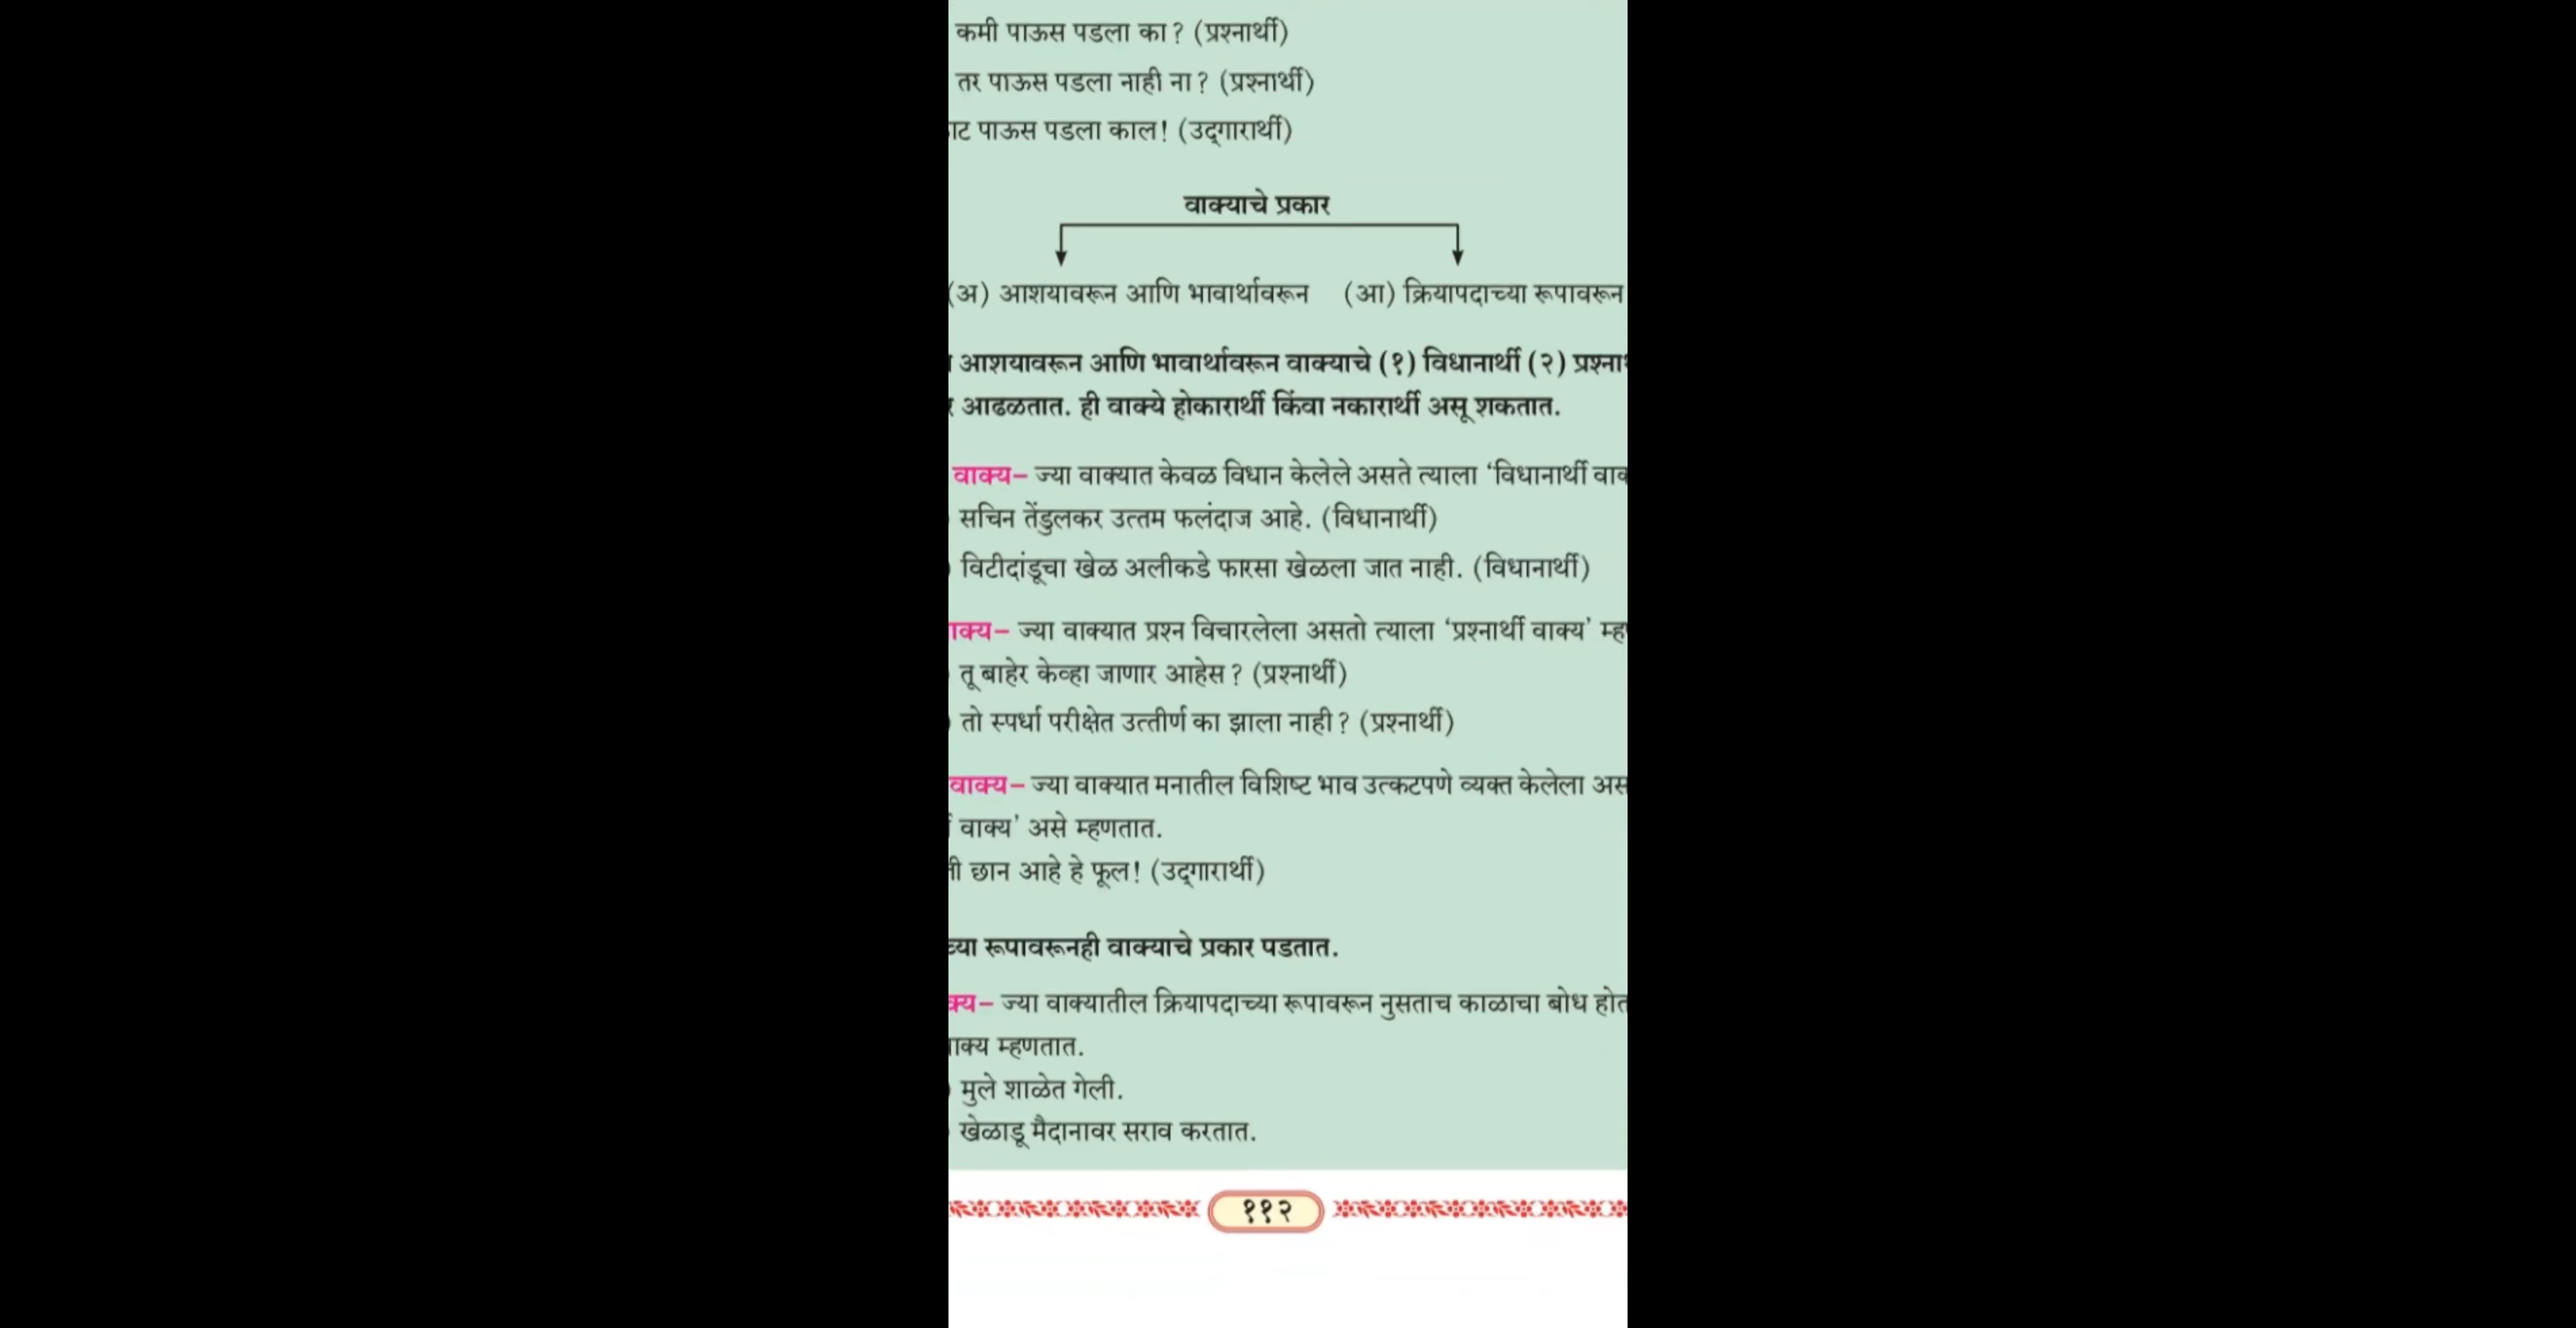 कमी पाऊस पडला का? (प्रश्नार्थी)
तर पाऊस पडला नाही ना? (प्रश्नार्थी)
पाऊस पडला काल! (उद्‌गारार्थी)
वाक्याचे प्रकार
(अ) आशयावरून आणि भावार्थावरून (आ) क्रियापदाच्या रूपावरून
आशयावरून आणि भावार्थावरून वाक्याचे (१) विधानार्थी (२)
आढळतात. ही वाक्ये होकारार्थी किंवा नकारार्थी असू शकतात.
वाक्य– ज्या वाक्यात केवळ विधान केलेले असते त्याला ‘विधानार्थी
सचिन तेंडुलकर उत्तम फलंदाज आहे. (विधानार्थी)
) विटीदांडूचा खेळ अलीकडे फारसा खेळला जात नाही. (विधानार्थी)
ज्या वाक्यात प्रश्न विचारलेला असतो त्याला ‘प्रश्नार्थी वाक्य’
तू बाहेर केव्हा जाणार आहेस? (प्रश्नार्थी)
) तो स्पर्धा परीक्षेत उत्तीर्ण का झाला नाही? (प्रश्नार्थी)
वाक्य– ज्या वाक्यात मनातील विशिष्ट भाव उत्कटपणे व्यक्त केलेला
वाक्य’ असे म्हणतात.
छान आहे हे फूल! (उद्‌गारार्थी)
रूपावरूनही वाक्याचे प्रकार पडतात.
ज्या वाक्यातील क्रियापदाच्या रूपावरून नुसताच काळाचा बोध
म्हणतात.
) मुले शाळेत गेली.
खेळाडू मैदानावर सराव करतात.
११२